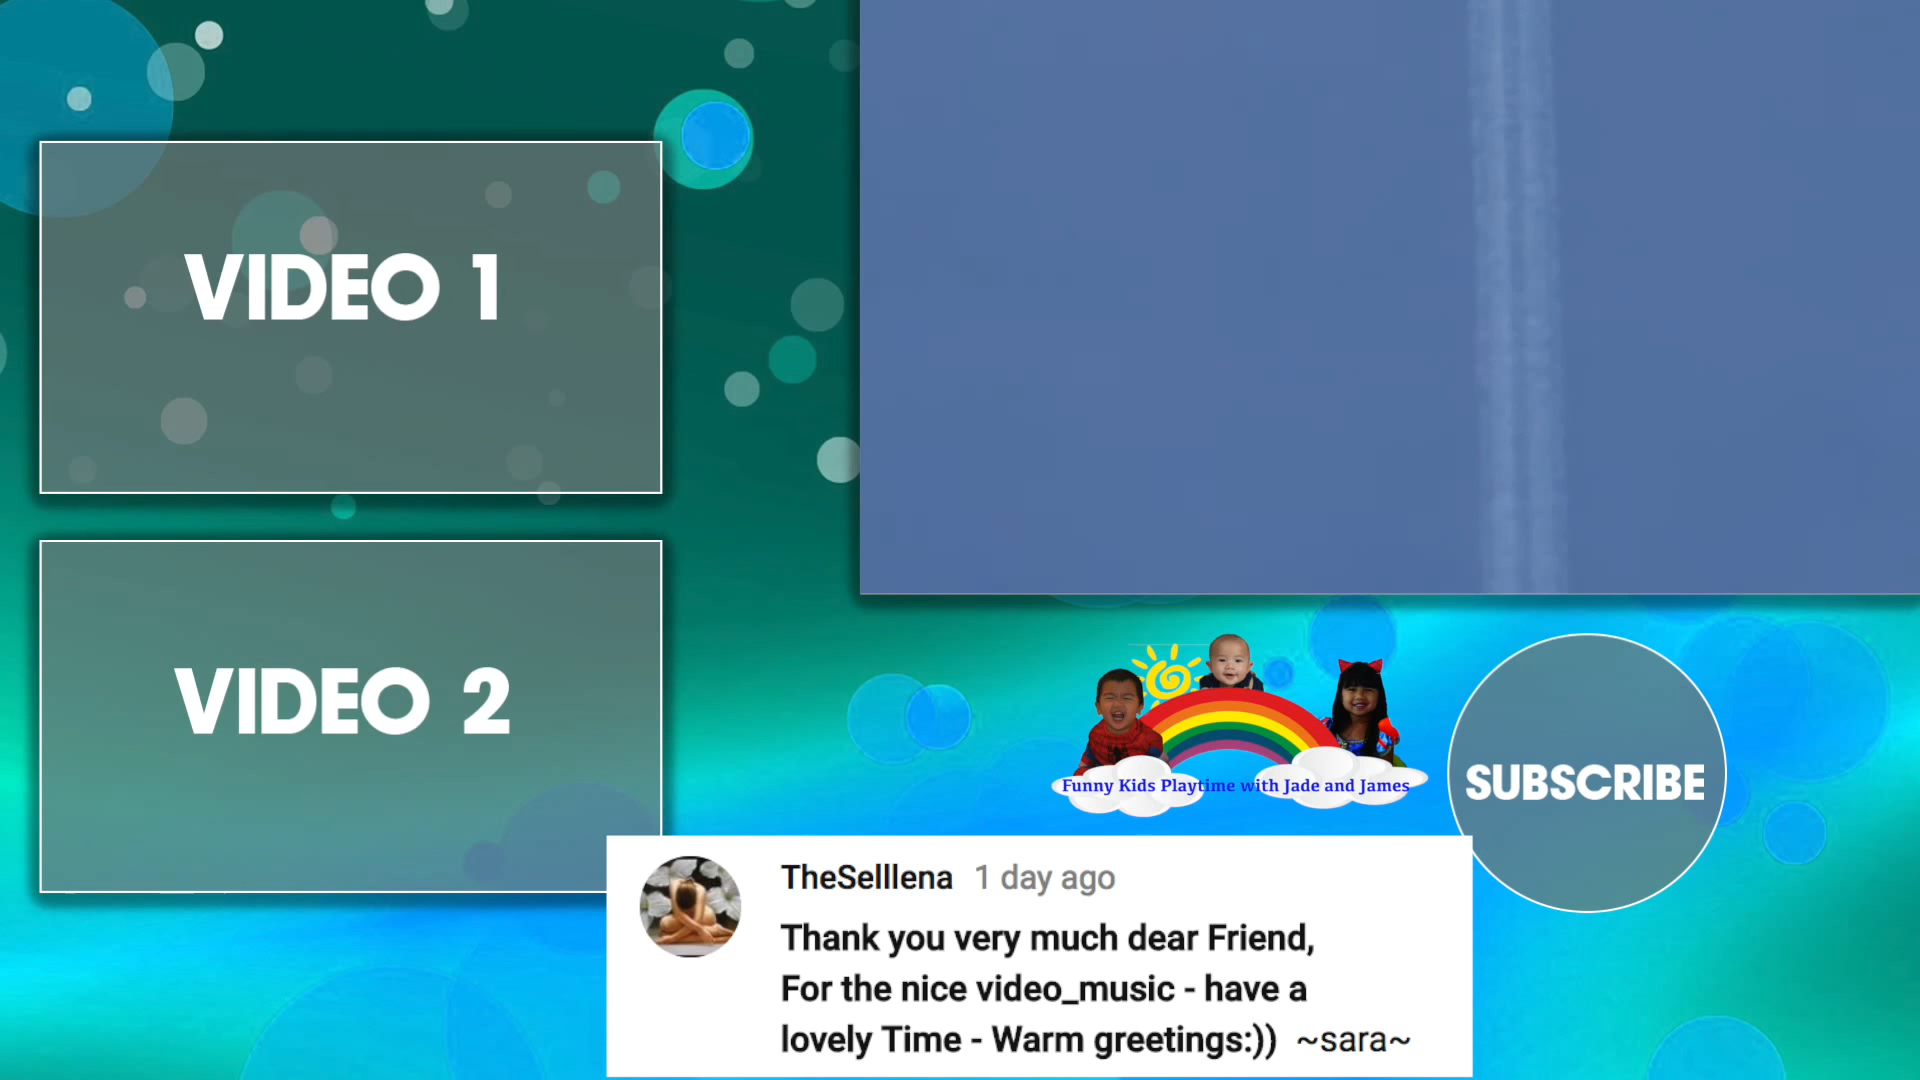 VIDEO 1
VIDEO 2
Funny Kids Playtime with Jade and James
SUBSCRIBE
TheSelllena 1 day ago
Thank you very much dear Friend,
For the nice video_music - have a
lovely Time - Warm greetings:)) ~sara~